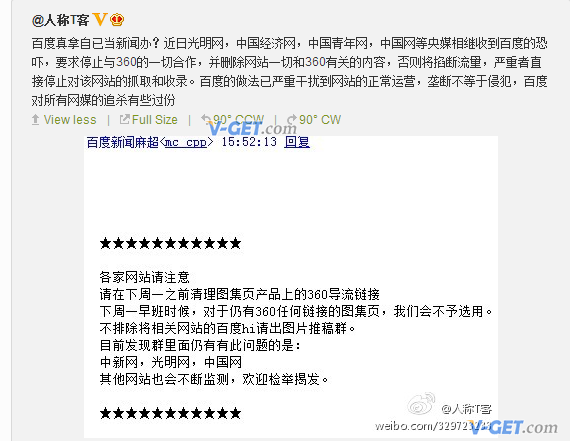 @人称T客
百度真拿自已当新闻办？近日光明网，中国经济网，中国青年网，中国网等央媒相继收到百度的恐
吓，要求停止与360的一切合作，并删除网站一切和360有关的内容，否则将掐断流量，严重者直
接停止对该网站的抓取和收录。百度的做法已严重干扰到网站的正常运营，垄断不等于侵犯，百度
对所有网媒的追杀有些过份
View less | Full Size | 90° CCW | 90° CW
V-GET.com
百度新闻麻超<mc_cpp> 15:52:13 回复
★★★★★★★★★★★
各家网站请注意
请在下周一之前清理图集页产品上的360导流链接
下周一早班时候，对于仍有360任何链接的图集页，我们会不予选用。
不排除将相关网站的百度hi请出图片推稿群。
目前发现群里面仍有有此问题的是：
中新网，光明网，中国网
其他网站也会不断监测，欢迎检举揭发。
★★★★★★★★★★★
@人称T客
V-GET.com